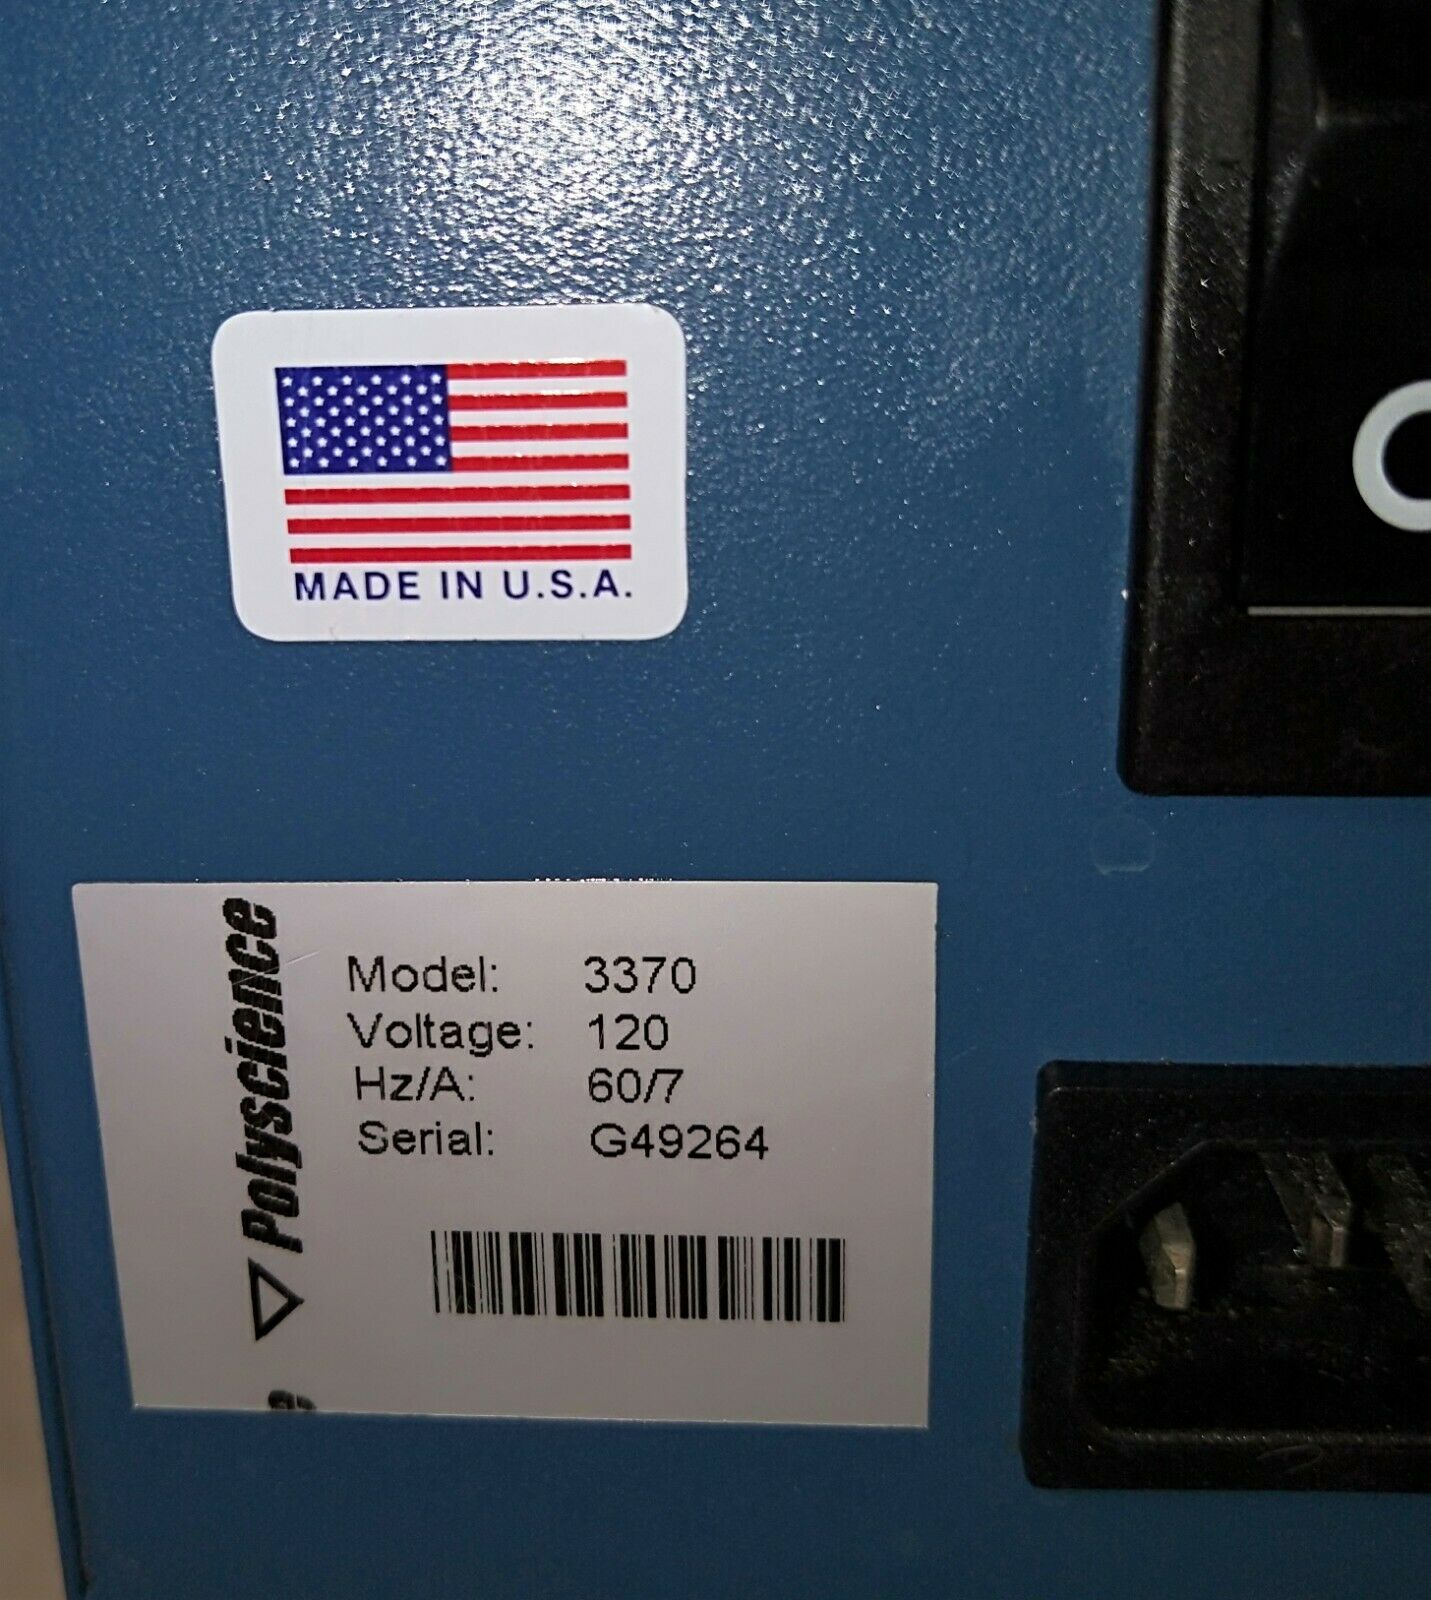 MADE IN U.S.A.
Polyscience
Model: 3370
Voltage: 120
Hz/A: 60/7
Serial: G49264
e